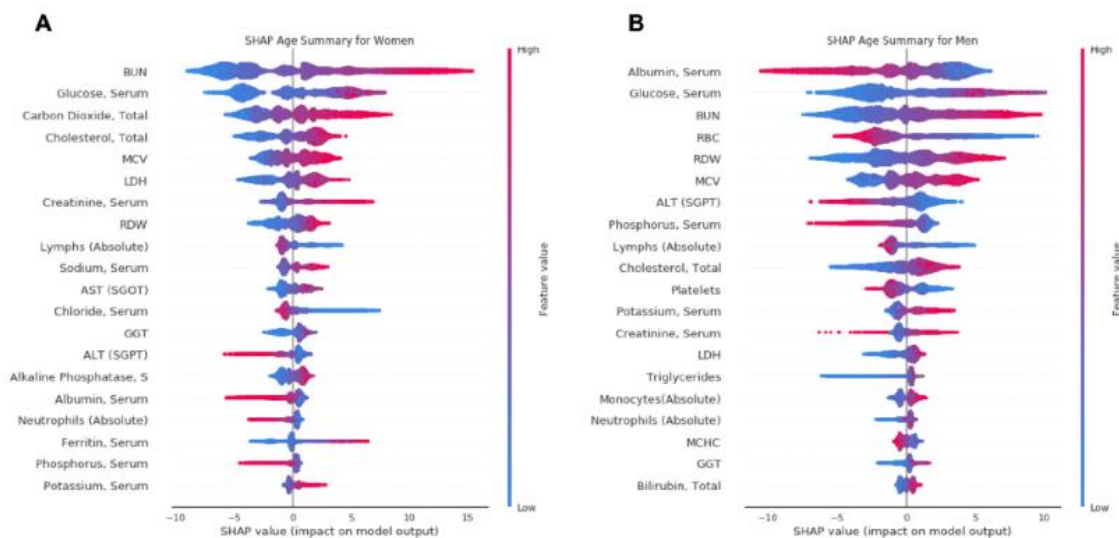 A
SHAP Age Summary for Women
High
BUN
Glucose, Serum
Carbon Dioxide, Total
Cholesterol, Total
MCV
LDH
Creatinine, Serum
RDW
Lymphs (Absolute)
Sodium, Serum
AST (SGOT)
Chloride, Serum
GGT
ALT (SGPT)
Alkaline Phosphatase, S
Albumin, Serum
Neutrophils (Absolute)
Ferritin, Serum
Phosphorus, Serum
Potassium, Serum
Feature value
Low
−10 −5 0 5 10 15
SHAP value (impact on model output)
B
SHAP Age Summary for Men
High
Albumin, Serum
Glucose, Serum
BUN
RBC
RDW
MCV
ALT (SGPT)
Phosphorus, Serum
Lymphs (Absolute)
Cholesterol, Total
Platelets
Potassium, Serum
Creatinine, Serum
LDH
Triglycerides
Monocytes(Absolute)
Neutrophils (Absolute)
MCHC
GGT
Bilirubin, Total
Feature value
Low
−10 −5 0 5 10
SHAP value (impact on model output)